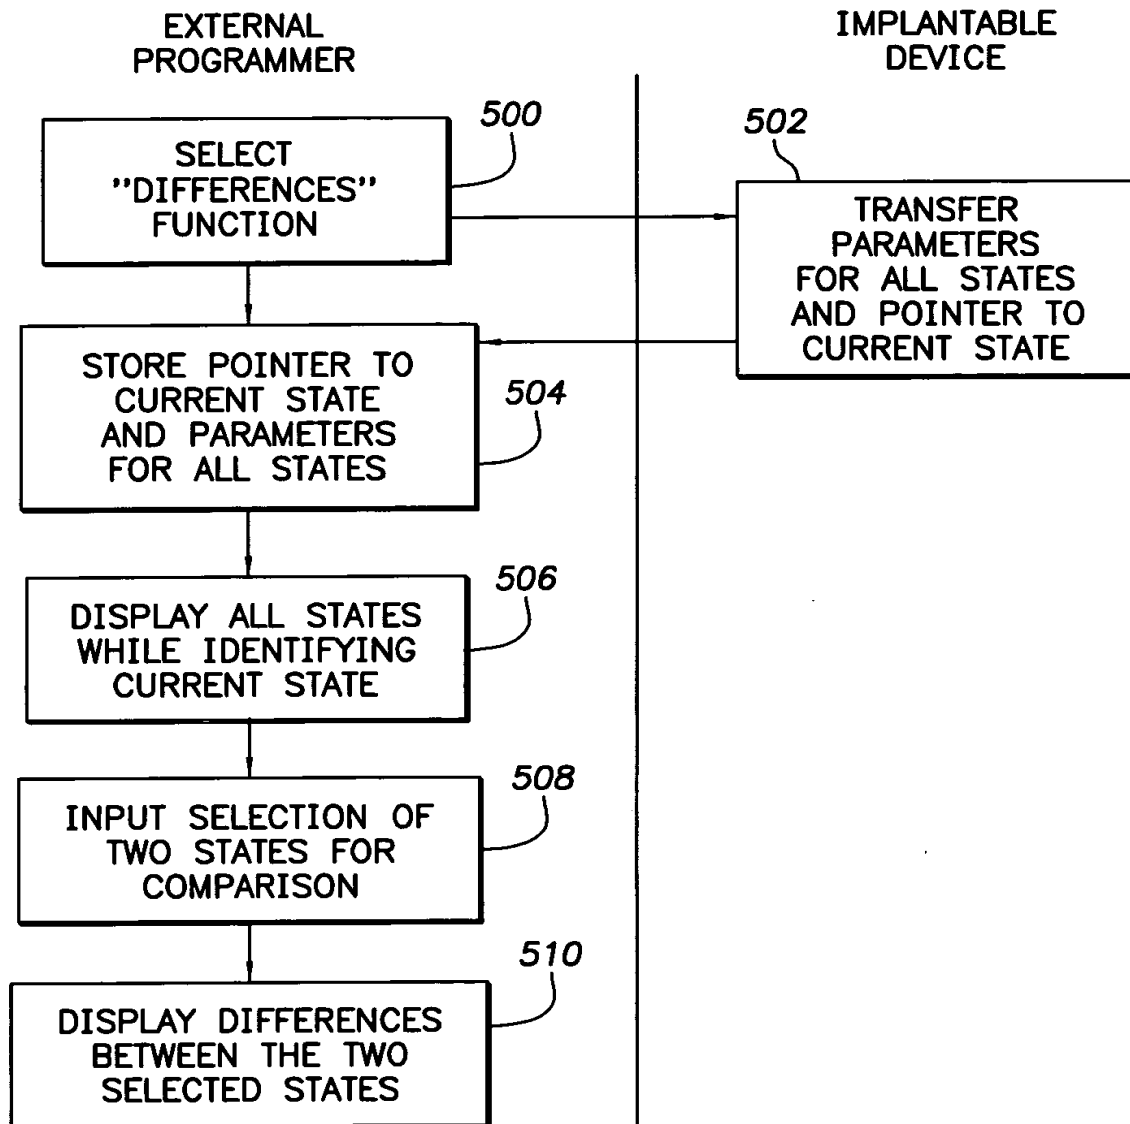 EXTERNAL
PROGRAMMER
IMPLANTABLE
DEVICE
500
SELECT
"DIFFERENCES"
FUNCTION
502
TRANSFER
PARAMETERS
FOR ALL STATES
AND POINTER TO
CURRENT STATE
504
STORE POINTER TO
CURRENT STATE
AND PARAMETERS
FOR ALL STATES
506
DISPLAY ALL STATES
WHILE IDENTIFYING
CURRENT STATE
508
INPUT SELECTION OF
TWO STATES FOR
COMPARISON
510
DISPLAY DIFFERENCES
BETWEEN THE TWO
SELECTED STATES